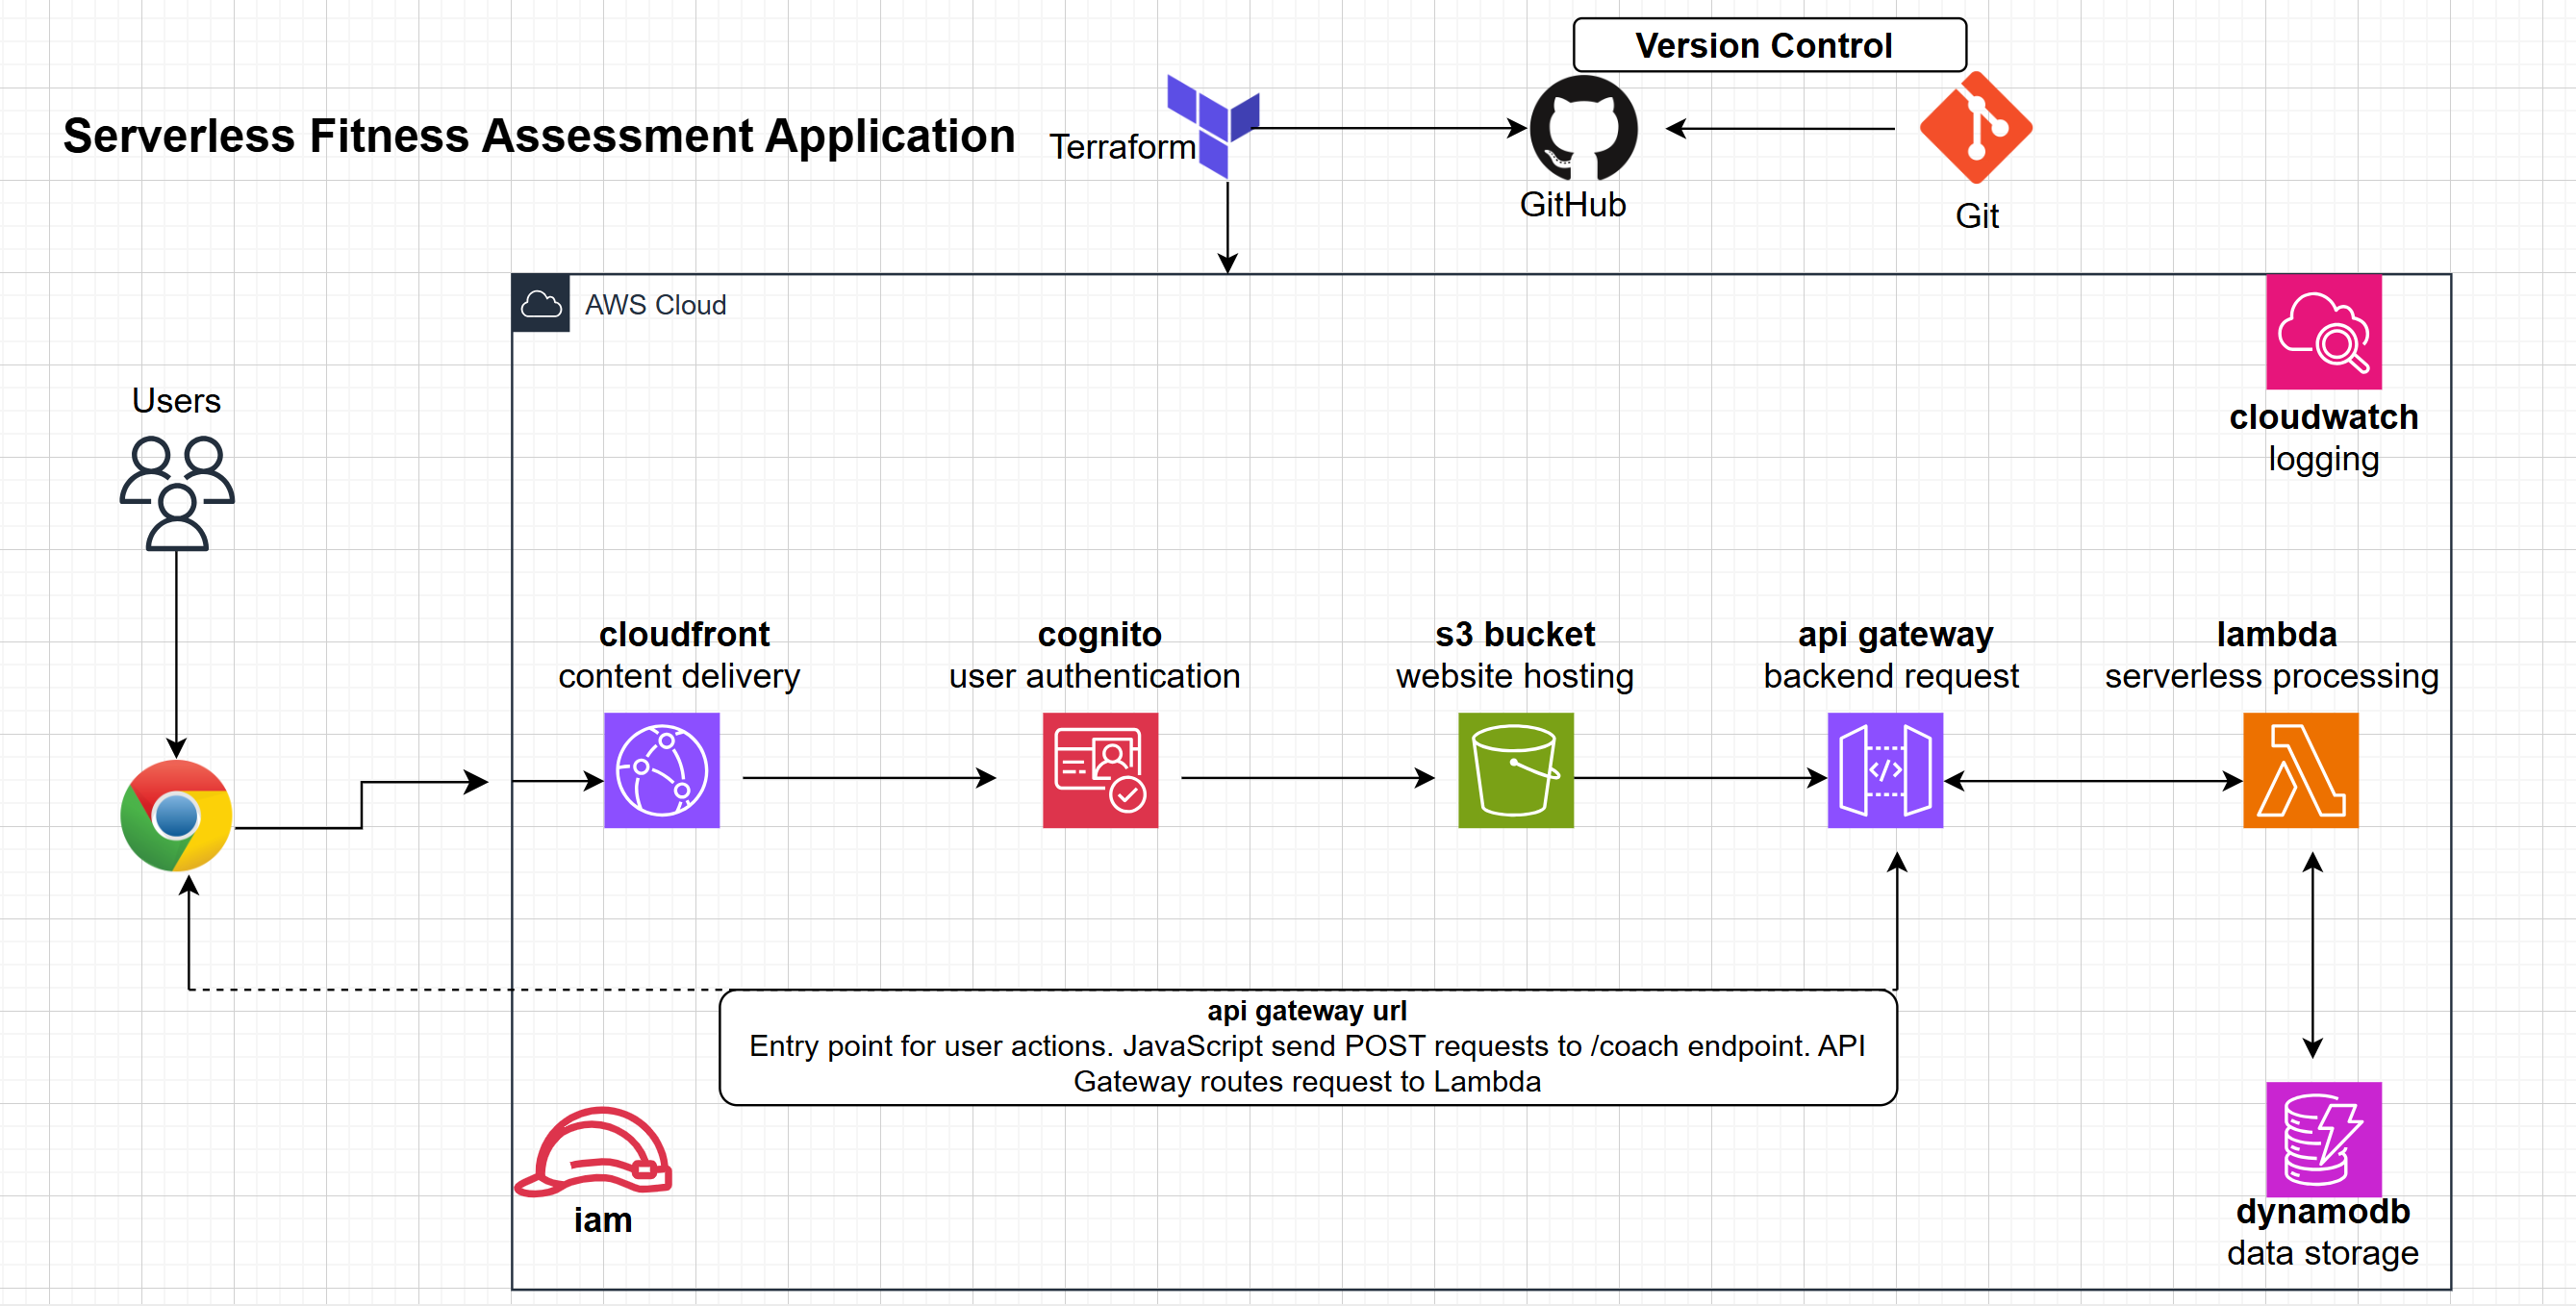 Version Control
Serverless Fitness Assessment Application
Terraform
GitHub
Git
AWS Cloud
cloudwatch
logging
Users
cloudfront
content delivery
cognito
user authentication
s3 bucket
website hosting
api gateway
backend request
lambda
serverless processing
api gateway url
Entry point for user actions. JavaScript send POST requests to /coach endpoint. API
Gateway routes request to Lambda
iam
dynamodb
data storage